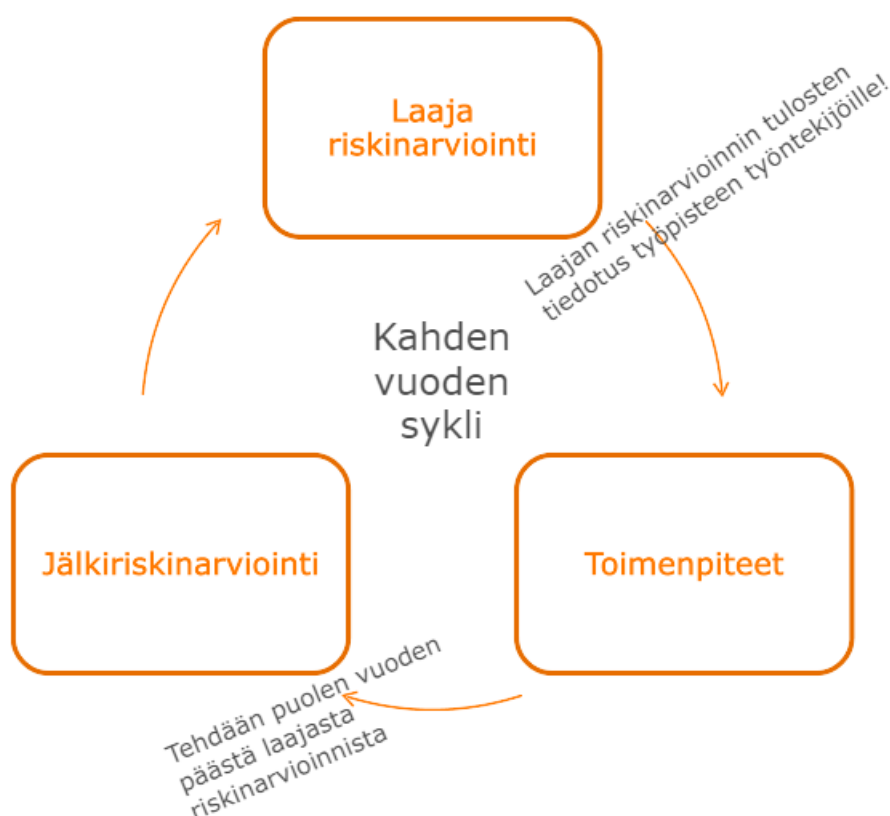 Laaja
riskinarviointi
Laajan riskinarvioinnin tulosten
tiedotus työpisteen työntekijöille!
Kahden
vuoden
sykli
Toimenpiteet
Tehdään puolen vuoden
päästä laajasta
riskinarvioinnista
Jälkiriskinarviointi